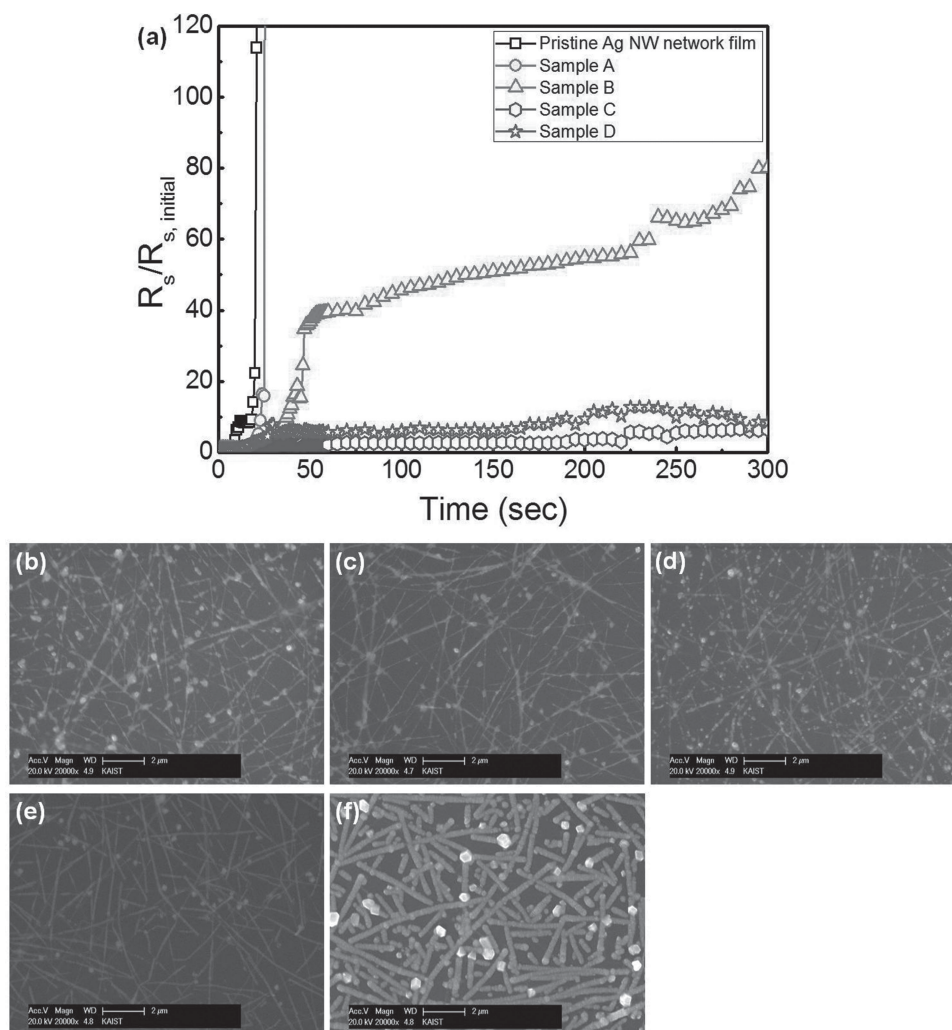 (a)
120
100
80
60
40
20
0
R_s/R_s, initial
Pristine Ag NW network film
Sample A
Sample B
Sample C
Sample D
0 50 100 150 200 250 300
Time (sec)
(b)
Acc.V Magn WD 2 µm
20.0 kV 20000x 4.9 KAIST
(c)
Acc.V Magn WD 2 µm
20.0 kV 20000x 4.7 KAIST
(d)
Acc.V Magn WD 2 µm
20.0 kV 20000x 4.9 KAIST
(e)
Acc.V Magn WD 2 µm
20.0 kV 20000x 4.8 KAIST
(f)
Acc.V Magn WD 2 µm
20.0 kV 20000x 4.8 KAIST